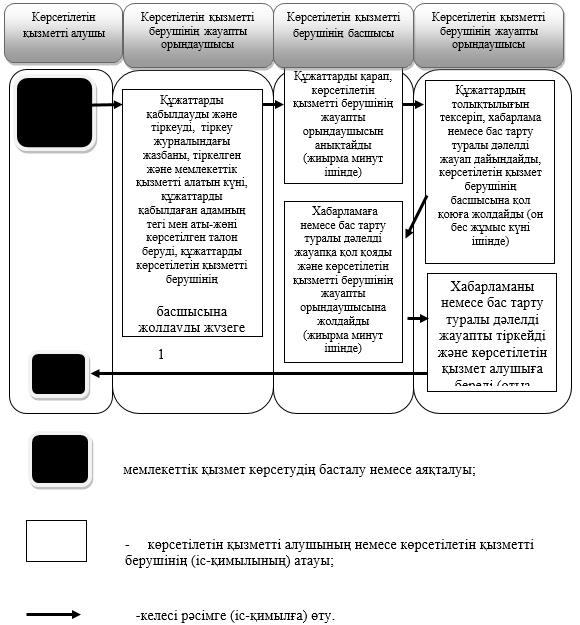 Көрсетілетін
қызметті алушы
Көрсетілетін қызметті
берушінің жауапты
орындаушысы
Көрсетілетін қызметті
берушінің басшысы
Көрсетілетін қызметті
берушінің жауапты
орындаушысы
Құжаттарды
қабылдауды және
тіркеуді, тіркеу
журналындағы
жазбаны, тіркелген
және мемлекеттік
қызметті алатын күні,
құжаттарды
қабылдаған адамның
тегі мен аты-жөні
көрсетілген талон
беруді, құжаттарды
көрсетілетін қызметті
берушінің
басшысына
жолдауды жүзеге
1
Құжаттарды қарап,
көрсетілетін
қызметті берушінің
жауапты
орындаушысын
анықтайды
(жиырма минут
ішінде)
Құжаттардың
толықтылығын
тексеріп, хабарлама
немесе бас тарту
туралы дәлелді
жауап дайындайды,
көрсетілетін қызмет
берушінің
басшысына қол
қоюға жолдайды (он
бес жұмыс күні
ішінде)
Хабарламаға
немесе бас тарту
туралы дәлелді
жауапқа қол қояды
және көрсетілетін
қызметті берушінің
жауапты
орындаушысына
жолдайды
(жиырма минут
ішінде)
Хабарламаны
немесе бас тарту
туралы дәлелді
жауапты тіркейді
және көрсетілетін
қызмет алушыға
береді (отыз
мемлекеттік қызмет көрсетудің басталу немесе аяқталуы;
- көрсетілетін қызметті алушының немесе көрсетілетін қызметті
берушінің (іс-қимылының) атауы;
-келесі рәсімге (іс-қимылға) өту.